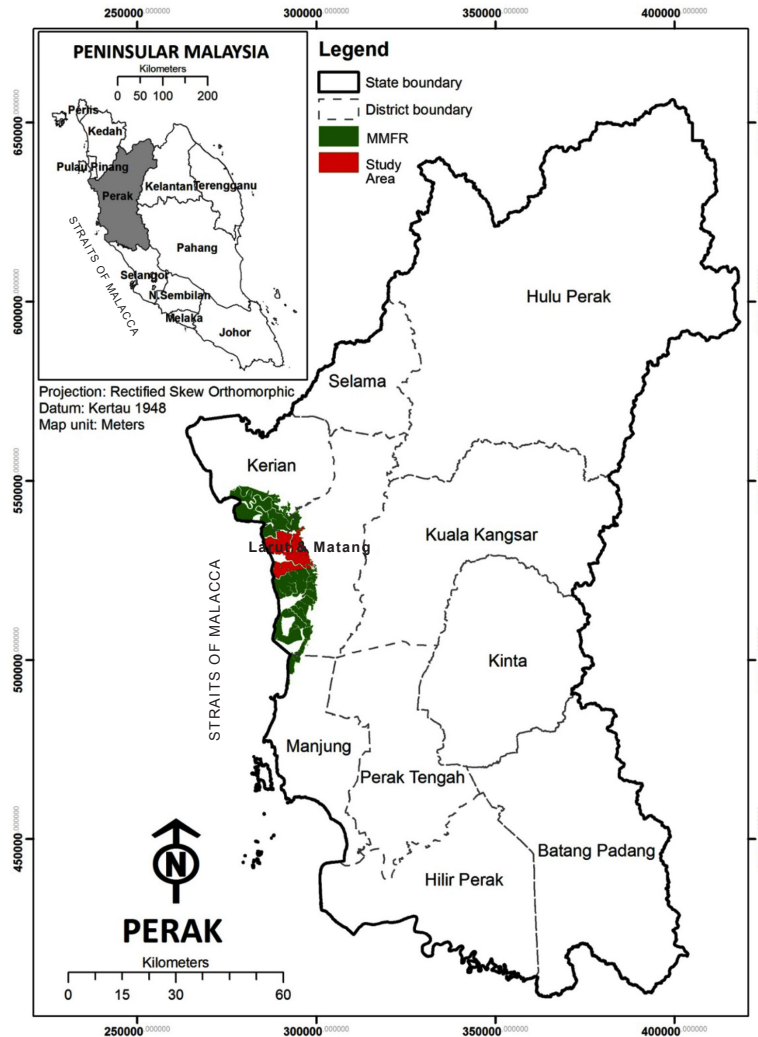 250000.000000 300000.000000 350000.000000 400000.000000
PENINSULAR MALAYSIA
Kilometers
0 50 100 200
Perlis
Kedah
Pulau Pinang
Perak
Kelantan
Terengganu
Pahang
Selangor
N.Sembilan
Melaka
Johor
STRAITS OF MALACCA
Projection: Rectified Skew Orthomorphic
Datum: Kertau 1948
Map unit: Meters
Legend
State boundary
District boundary
MMFR
Study
Area
Hulu Perak
Selama
Kerian
Larut & Matang
Kuala Kangsar
Kinta
Manjung
Perak Tengah
Batang Padang
Hilir Perak
STRAITS OF MALACCA
N
PERAK
Kilometers
0 15 30 60
650000.000000
600000.000000
550000.000000
500000.000000
450000.000000
250000.000000 300000.000000 350000.000000 400000.000000